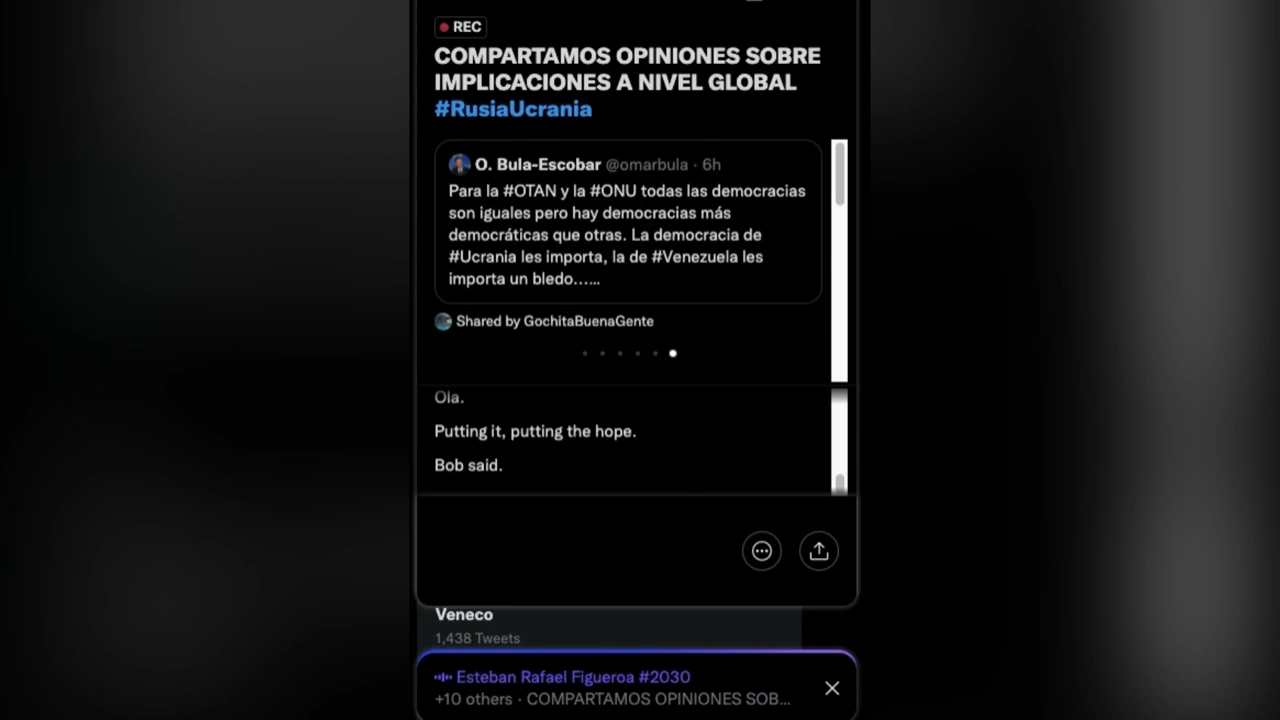 REC
COMPARTAMOS OPINIONES SOBRE
IMPLICACIONES A NIVEL GLOBAL
#RusiaUcrania
O. Bula-Escobar @omarbula · 6h
Para la #OTAN y la #ONU todas las democracias
son iguales pero hay democracias más
democráticas que otras. La democracia de
#Ucrania les importa, la de #Venezuela les
importa un bledo……
Shared by GochitaBuenaGente
Ola.
Putting it, putting the hope.
Bob said.
Veneco
1,438 Tweets
Esteban Rafael Figueroa #2030
+10 others · COMPARTAMOS OPINIONES SOB...